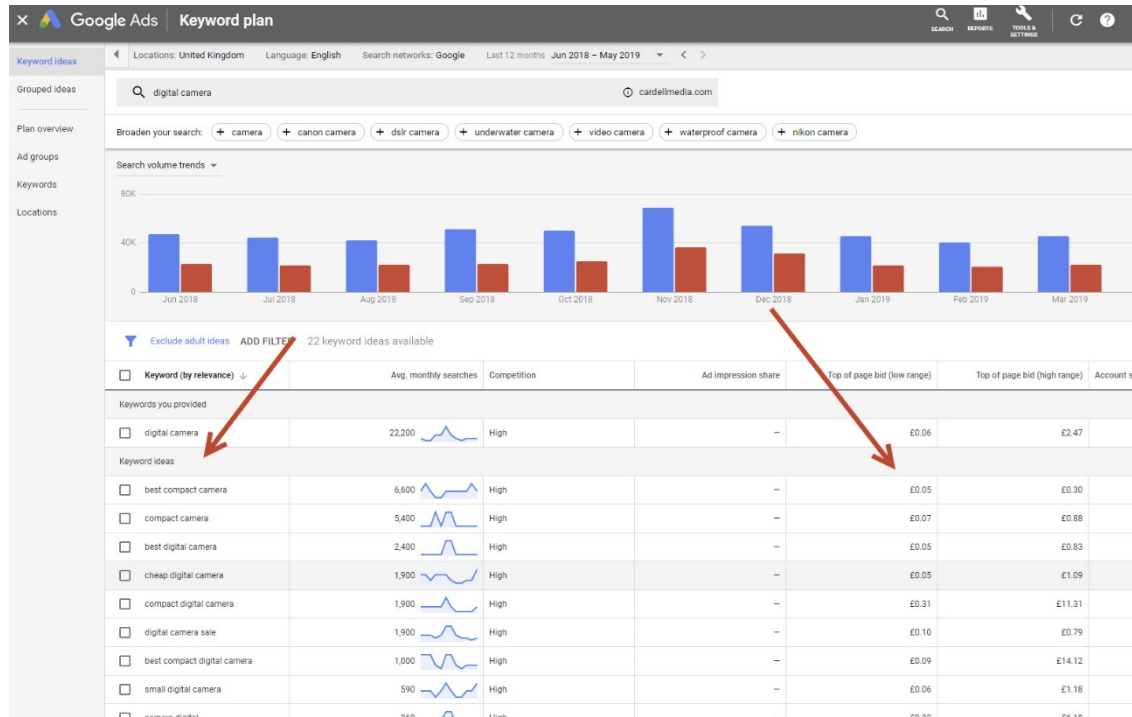 × Google Ads | Keyword plan
SEARCH REPORTS TOOLS & SETTINGS
Keyword ideas
Grouped ideas
Plan overview
Ad groups
Keywords
Locations
Locations: United Kingdom Language: English Search networks: Google Last 12 months Jun 2018 – May 2019
digital camera cardellmedia.com
Broaden your search: + camera + canon camera + dslr camera + underwater camera + video camera + waterproof camera + nikon camera
Search volume trends
80K
40K
0
Jun 2018 Jul 2018 Aug 2018 Sep 2018 Oct 2018 Nov 2018 Dec 2018 Jan 2019 Feb 2019 Mar 2019
Exclude adult ideas ADD FILTER 22 keyword ideas available
Keyword (by relevance) Avg. monthly searches Competition Ad impression share Top of page bid (low range) Top of page bid (high range) Account s
Keywords you provided
digital camera 22,200 High – £0.06 £2.47
Keyword ideas
best compact camera 6,600 High – £0.05 £0.30
compact camera 5,400 High – £0.07 £0.88
best digital camera 2,400 High – £0.05 £0.83
cheap digital camera 1,900 High – £0.05 £1.09
compact digital camera 1,900 High – £0.31 £11.31
digital camera sale 1,900 High – £0.10 £0.79
best compact digital camera 1,000 High – £0.09 £14.12
small digital camera 590 High – £0.06 £1.18